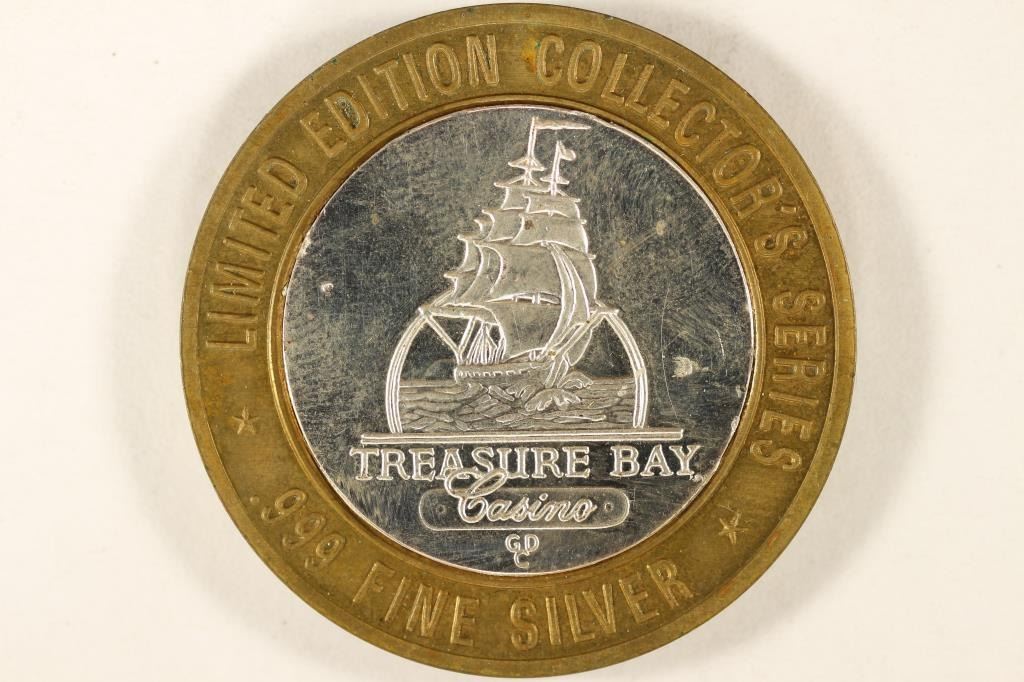 LIMITED EDITION COLLECTOR'S SERIES
TREASURE BAY
Casino
GDC
.999 FINE SILVER